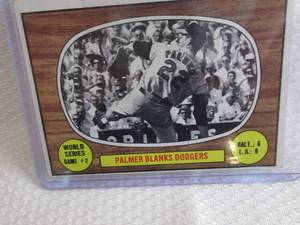 WORLD
SERIES
GAME #2
PALMER BLANKS DODGERS
BALT.: 6
L.A.: 0